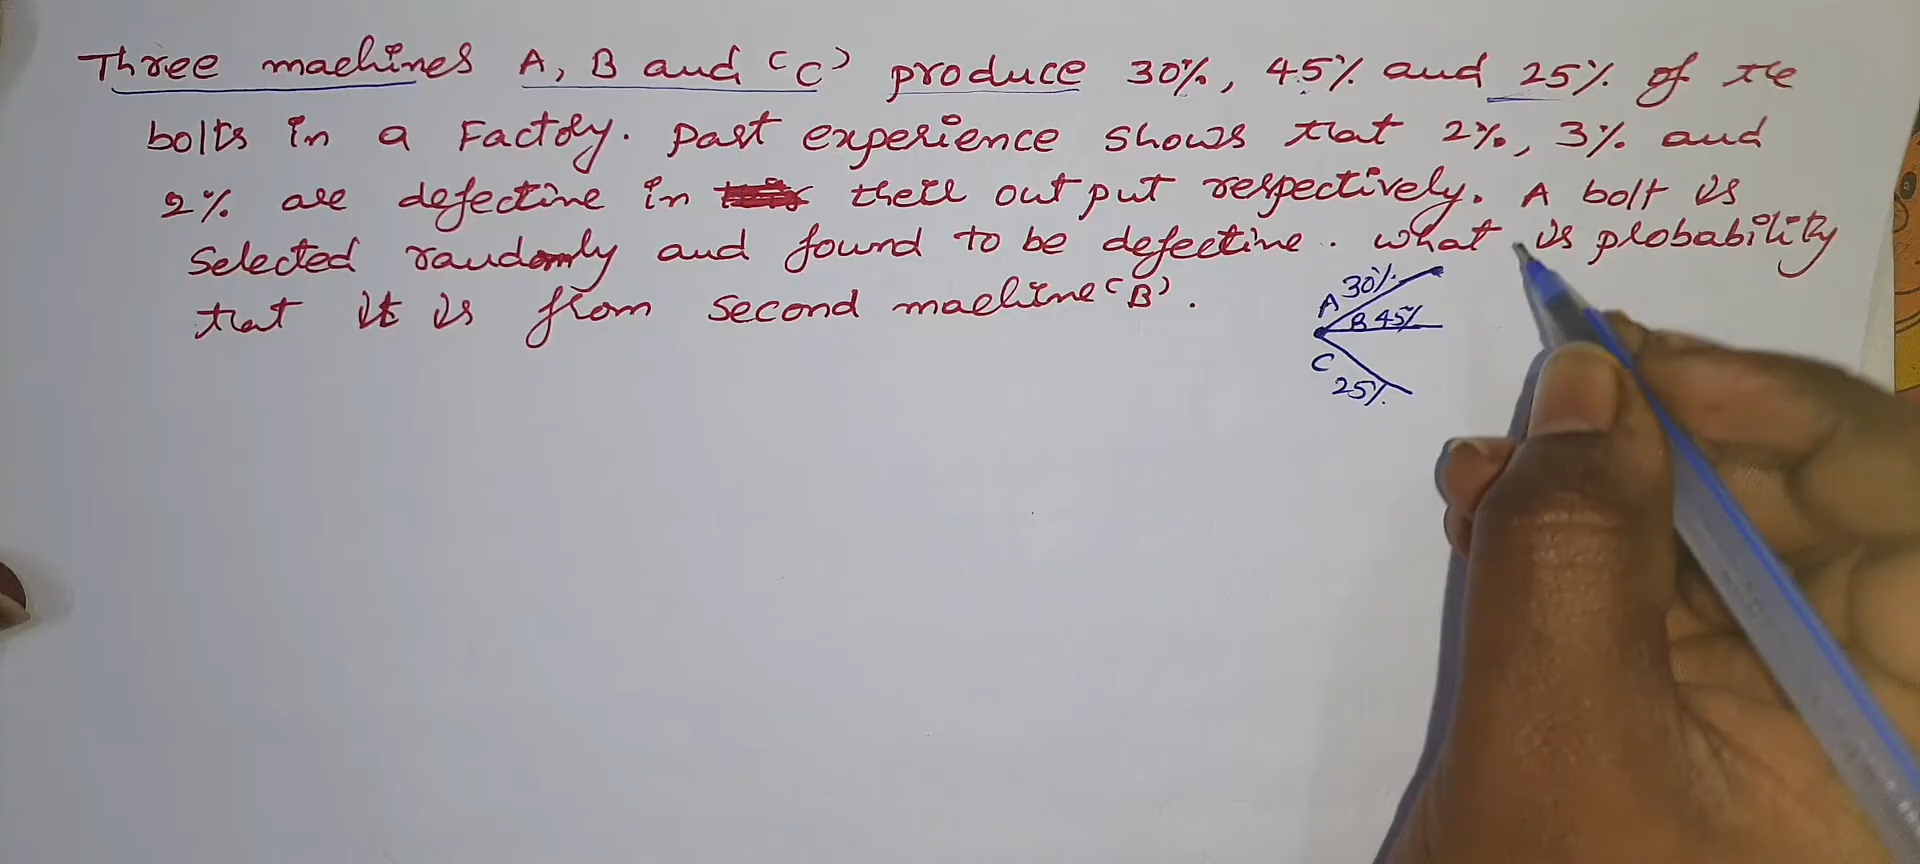 Three machines A, B and 'C' produce 30%, 45% and 25% of the
bolts in a Factory. Past experience shows that 2%, 3% and
2% are defective in their out put respectively. A bolt is
selected randomly and found to be defective. what is probability
that it is from second machine 'B'.
A 30%
B 45%
C
25%